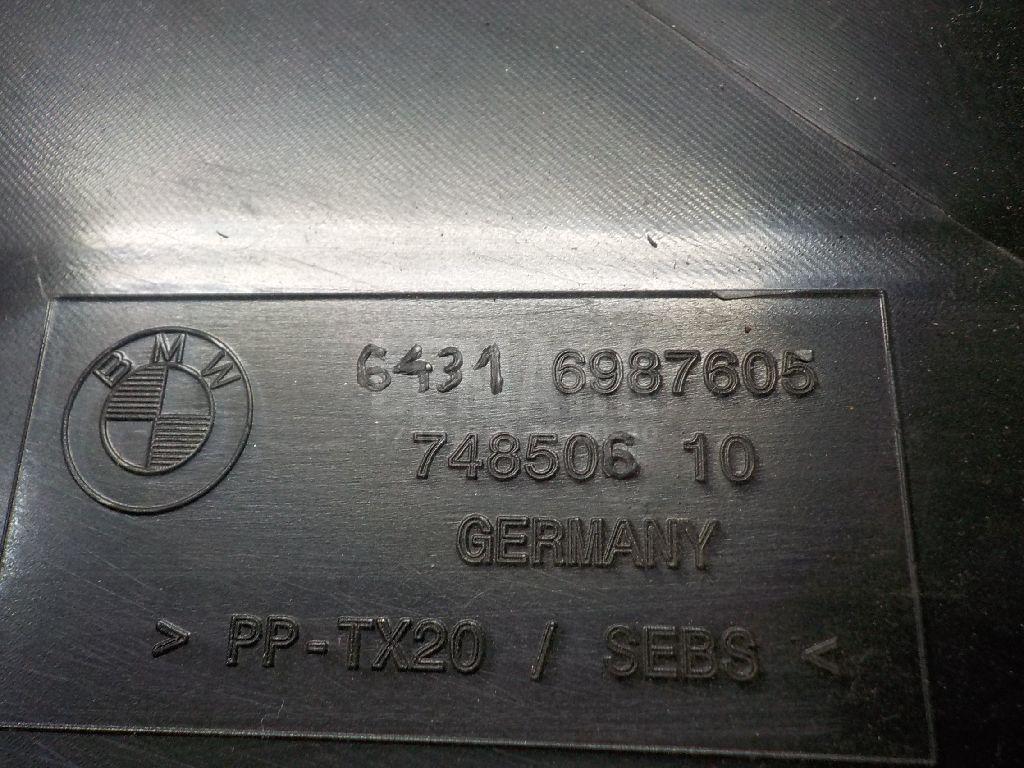 BMW
6431 6987605
748506 10
GERMANY
> PP-TX20 / SEBS <